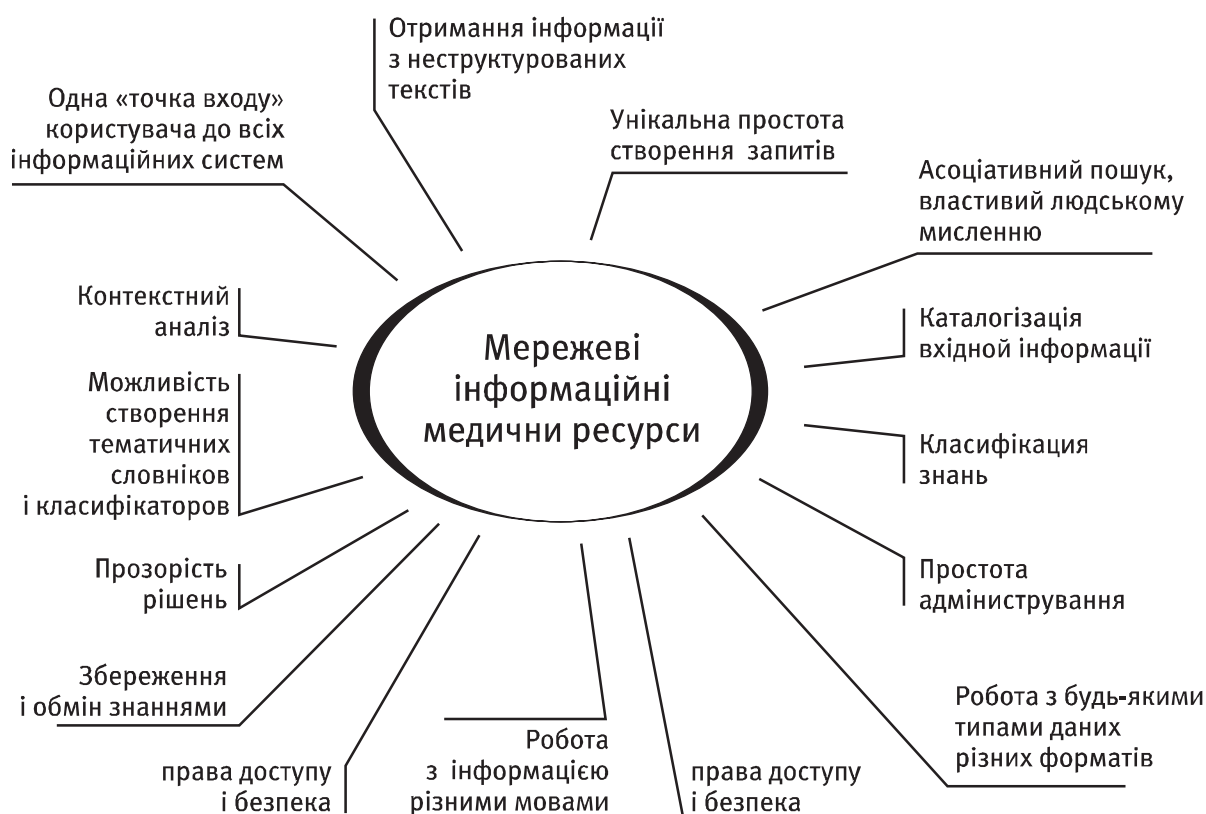 Отримання інформації
з неструктурованих
текстів
Одна «точка входу»
користувача до всіх
інформаційних систем
Унікальна простота
створення запитів
Асоціативний пошук,
властивий людському
мисленню
Контекстний
аналіз
Мережеві
інформаційні
медични ресурси
Каталогізація
вхідної інформації
Можливість
створення
тематичних
словників
і класифікаторов
Класифікация
знань
Прозорість
рішень
Простота
адміністрування
Збереження
і обмін знаннями
Робота з будь-якими
типами даних
різних форматів
права доступу
і безпека
Робота
з інформацією
різними мовами
права доступу
і безпека